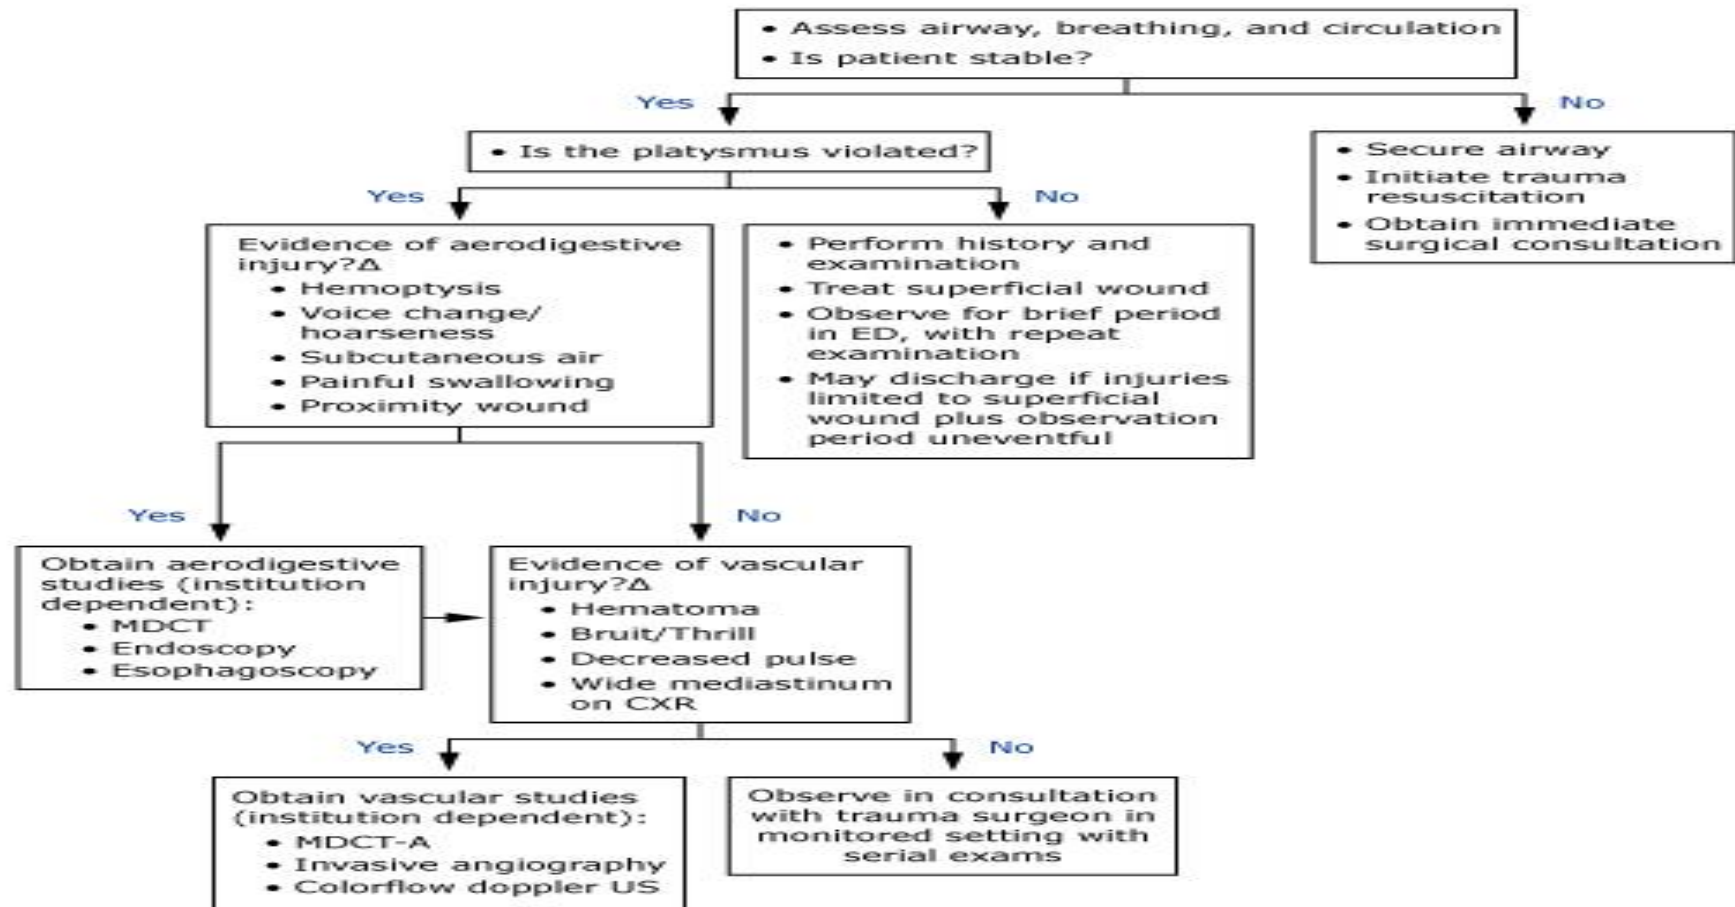 • Assess airway, breathing, and circulation
• Is patient stable?
Yes
No
• Is the platysmus violated?
• Secure airway
• Initiate trauma
resuscitation
• Obtain immediate
surgical consultation
Yes
No
Evidence of aerodigestive
injury?Δ
• Hemoptysis
• Voice change/
hoarseness
• Subcutaneous air
• Painful swallowing
• Proximity wound
• Perform history and
examination
• Treat superficial wound
• Observe for brief period
in ED, with repeat
examination
• May discharge if injuries
limited to superficial
wound plus observation
period uneventful
Yes
No
Obtain aerodigestive
studies (institution
dependent):
• MDCT
• Endoscopy
• Esophagoscopy
Evidence of vascular
injury?Δ
• Hematoma
• Bruit/Thrill
• Decreased pulse
• Wide mediastinum
on CXR
Yes
No
Obtain vascular studies
(institution dependent):
• MDCT-A
• Invasive angiography
• Colorflow doppler US
Observe in consultation
with trauma surgeon in
monitored setting with
serial exams